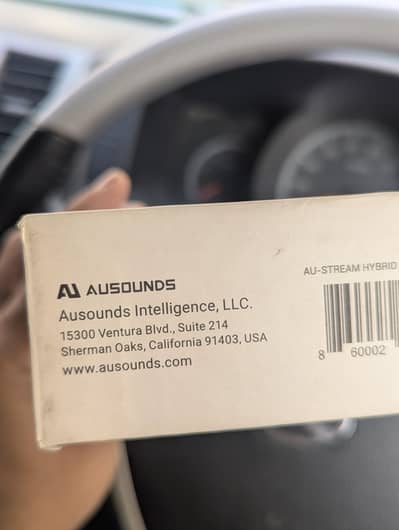 AUSOUNDS
Ausounds Intelligence, LLC.
15300 Ventura Blvd., Suite 214
Sherman Oaks, California 91403, USA
www.ausounds.com
AU-STREAM HYBRID
8 60002